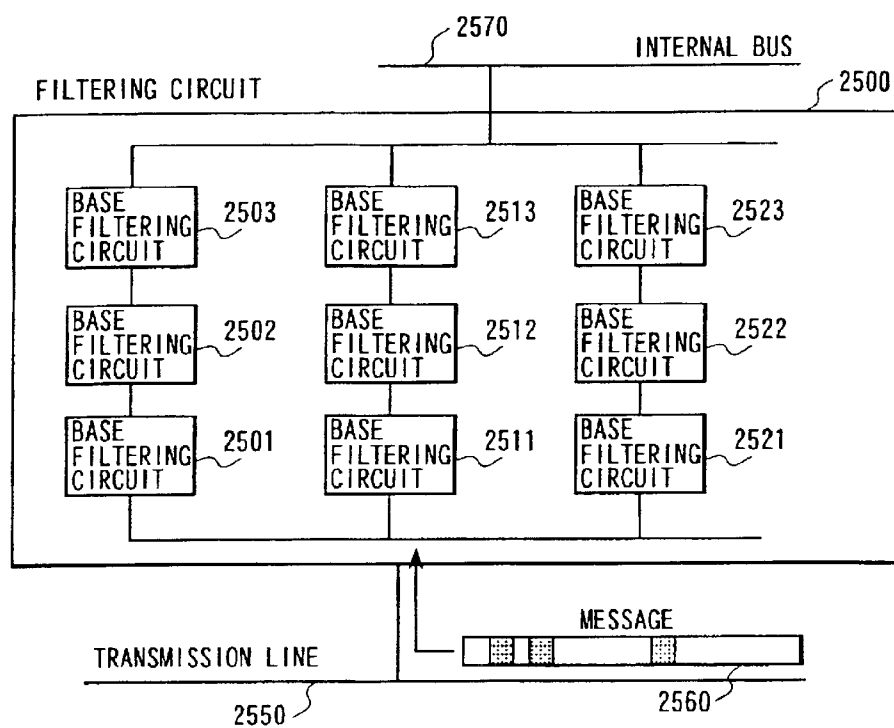 2570
INTERNAL BUS
FILTERING CIRCUIT
2500
BASE
FILTERING
CIRCUIT
2503
BASE
FILTERING
CIRCUIT
2513
BASE
FILTERING
CIRCUIT
2523
BASE
FILTERING
CIRCUIT
2502
BASE
FILTERING
CIRCUIT
2512
BASE
FILTERING
CIRCUIT
2522
BASE
FILTERING
CIRCUIT
2501
BASE
FILTERING
CIRCUIT
2511
BASE
FILTERING
CIRCUIT
2521
MESSAGE
TRANSMISSION LINE
2550
2560